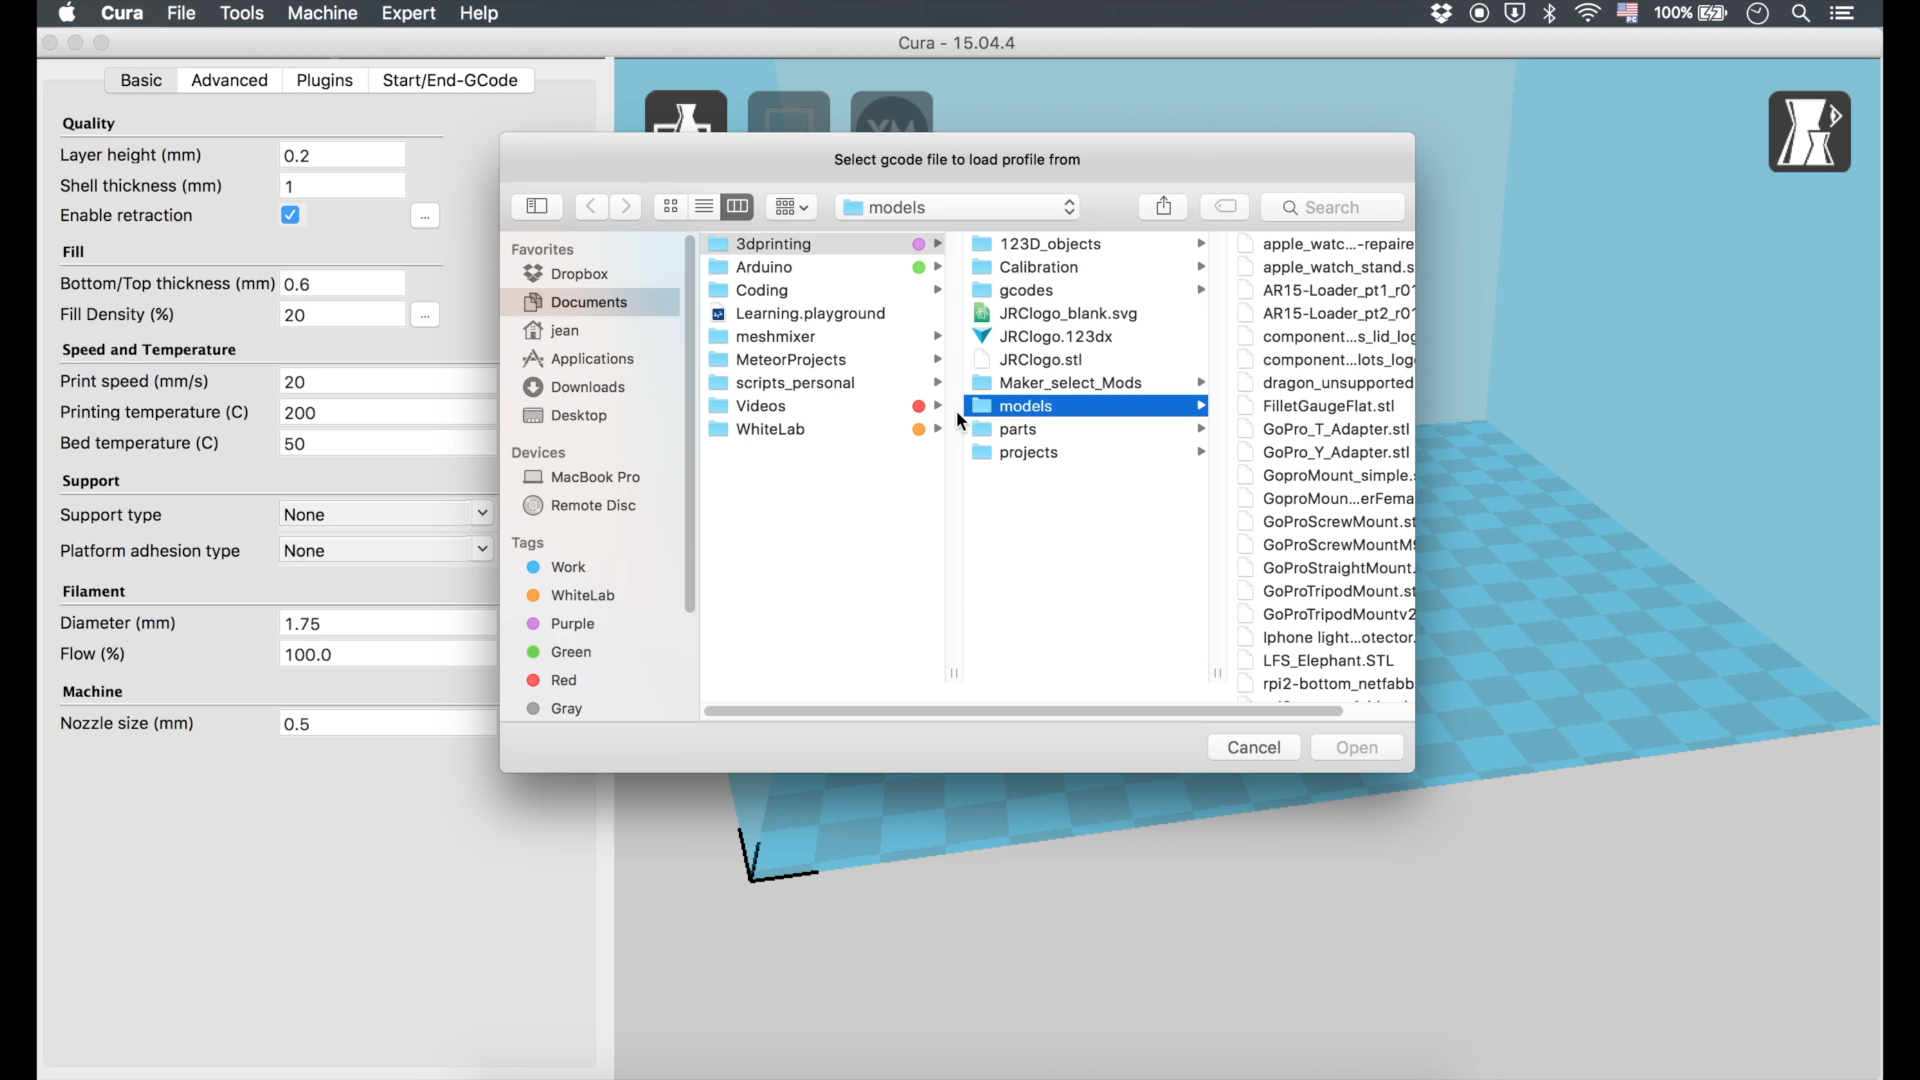 Cura File Tools Machine Expert Help
100%
Cura - 15.04.4
Basic Advanced Plugins Start/End-GCode
Quality
Layer height (mm) 0.2
Shell thickness (mm) 1
Enable retraction ...
Fill
Bottom/Top thickness (mm) 0.6
Fill Density (%) 20 ...
Speed and Temperature
Print speed (mm/s) 20
Printing temperature (C) 200
Bed temperature (C) 50
Support
Support type None
Platform adhesion type None
Filament
Diameter (mm) 1.75
Flow (%) 100.0
Machine
Nozzle size (mm) 0.5
YM
Select gcode file to load profile from
models
Search
Favorites
Dropbox
Documents
jean
Applications
Downloads
Desktop
Devices
MacBook Pro
Remote Disc
Tags
Work
WhiteLab
Purple
Green
Red
Gray
3dprinting
Arduino
Coding
Learning.playground
meshmixer
MeteorProjects
scripts_personal
Videos
WhiteLab
123D_objects
Calibration
gcodes
JRClogo_blank.svg
JRClogo.123dx
JRClogo.stl
Maker_select_Mods
models
parts
projects
apple_watc...-repaire
apple_watch_stand.s
AR15-Loader_pt1_r01
AR15-Loader_pt2_r01
component...s_lid_log
component...lots_log
dragon_unsupported
FilletGaugeFlat.stl
GoPro_T_Adapter.stl
GoPro_Y_Adapter.stl
GoproMount_simple.s
GoproMoun...erFema
GoProScrewMount.st
GoProScrewMountM
GoProStraightMount.
GoProTripodMount.st
GoProTripodMountv2
Iphone light...otector.
LFS_Elephant.STL
rpi2-bottom_netfabb
Cancel Open